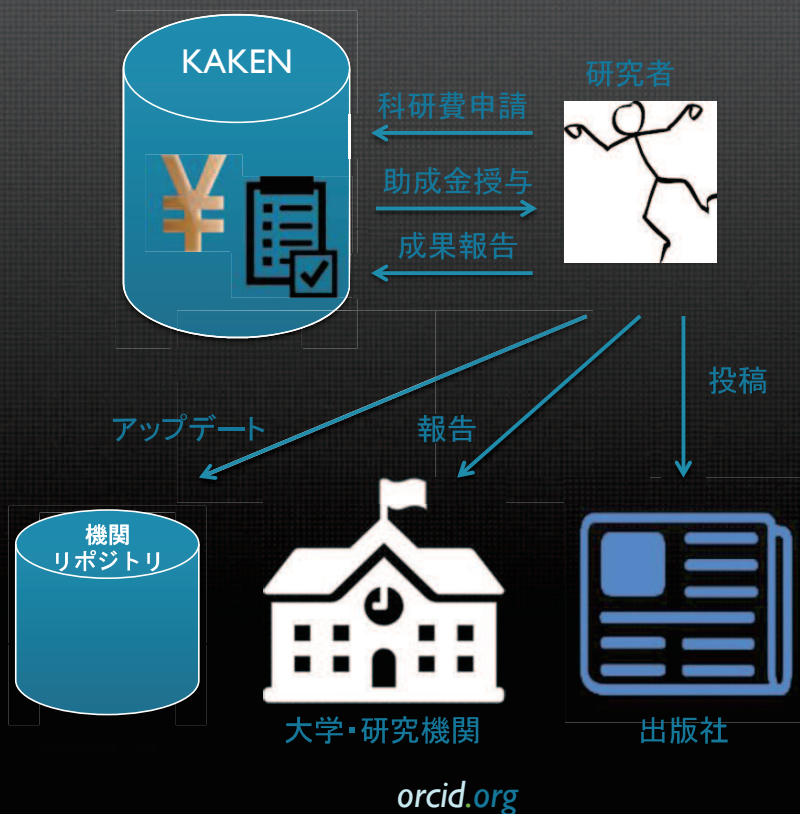 KAKEN
研究者
科研費申請
助成金授与
成果報告
アップデート
報告
投稿
機関
リポジトリ
大学・研究機関
出版社
orcid.org